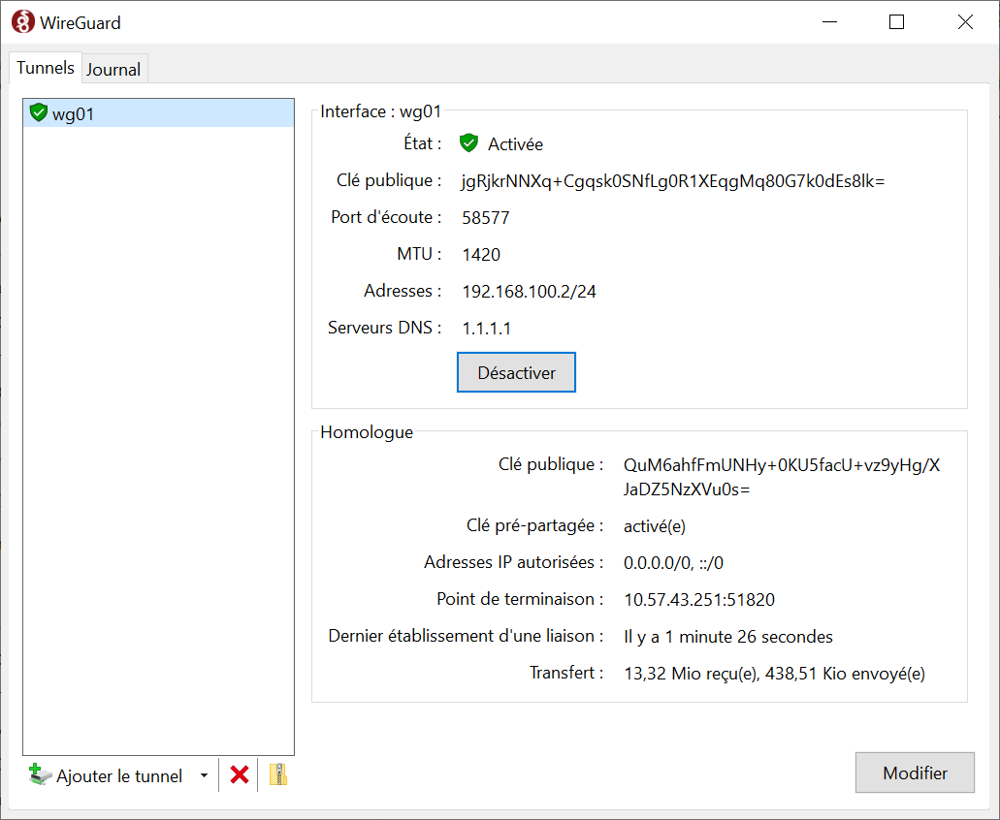 WireGuard
Tunnels
Journal
wg01
Interface : wg01
État : Activée
Clé publique : jgRjkrNNXq+Cgqsk0SNfLg0R1XEqgMq80G7k0dEs8lk=
Port d'écoute : 58577
MTU : 1420
Adresses : 192.168.100.2/24
Serveurs DNS : 1.1.1.1
Désactiver
Homologue
Clé publique : QuM6ahfFmUNHy+0KU5facU+vz9yHg/X
JaDZ5NzXVu0s=
Clé pré-partagée : activé(e)
Adresses IP autorisées : 0.0.0.0/0, ::/0
Point de terminaison : 10.57.43.251:51820
Dernier établissement d'une liaison : Il y a 1 minute 26 secondes
Transfert : 13,32 Mio reçu(e), 438,51 Kio envoyé(e)
Ajouter le tunnel
Modifier